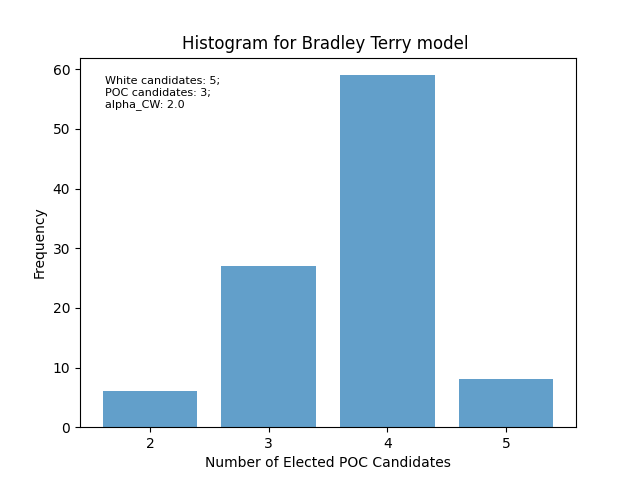 Histogram for Bradley Terry model
White candidates: 5;
POC candidates: 3;
alpha_CW: 2.0
60
50
40
30
20
10
0
Frequency
2 3 4 5
Number of Elected POC Candidates